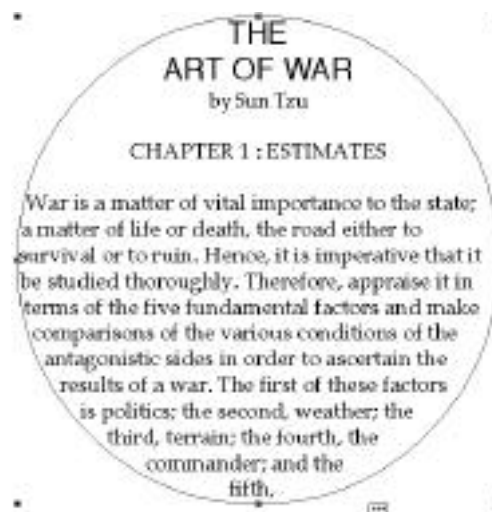 THE
ART OF WAR
by Sun Tzu
CHAPTER 1 : ESTIMATES
War is a matter of vital importance to the state;
a matter of life or death, the road either to
survival or to ruin. Hence, it is imperative that it
be studied thoroughly. Therefore, appraise it in
terms of the five fundamental factors and make
comparisons of the various conditions of the
antagonistic sides in order to ascertain the
results of a war. The first of these factors
is politics; the second, weather; the
third, terrain; the fourth, the
commander; and the
fifth,